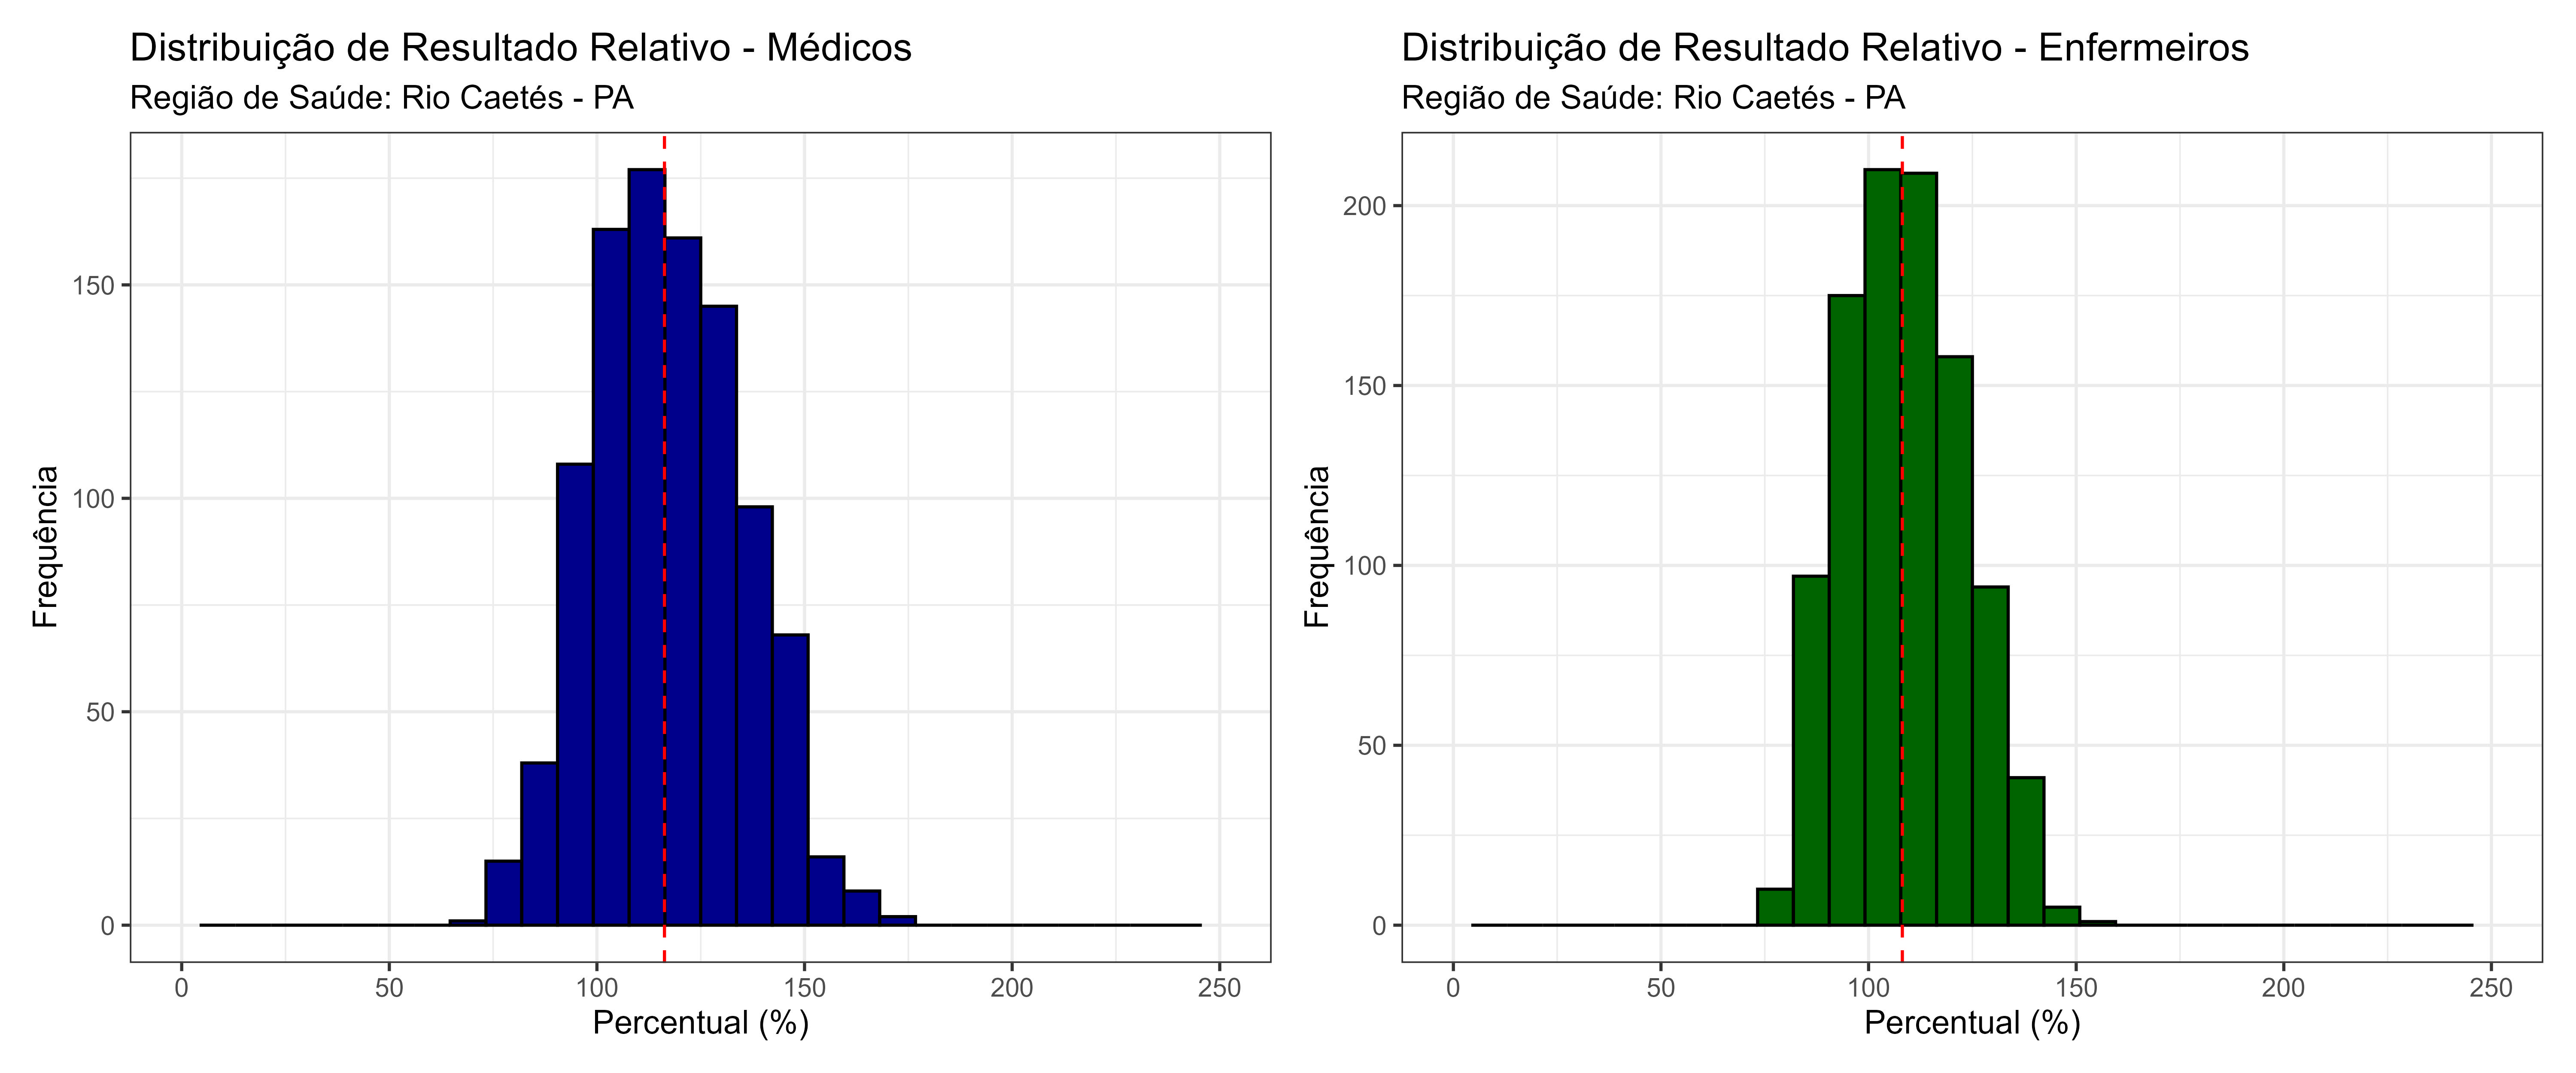 Distribuição de Resultado Relativo - Médicos
Região de Saúde: Rio Caetés - PA
Frequência
150
100
50
0
0 50 100 150 200 250
Percentual (%)
Distribuição de Resultado Relativo - Enfermeiros
Região de Saúde: Rio Caetés - PA
Frequência
200
150
100
50
0
0 50 100 150 200 250
Percentual (%)